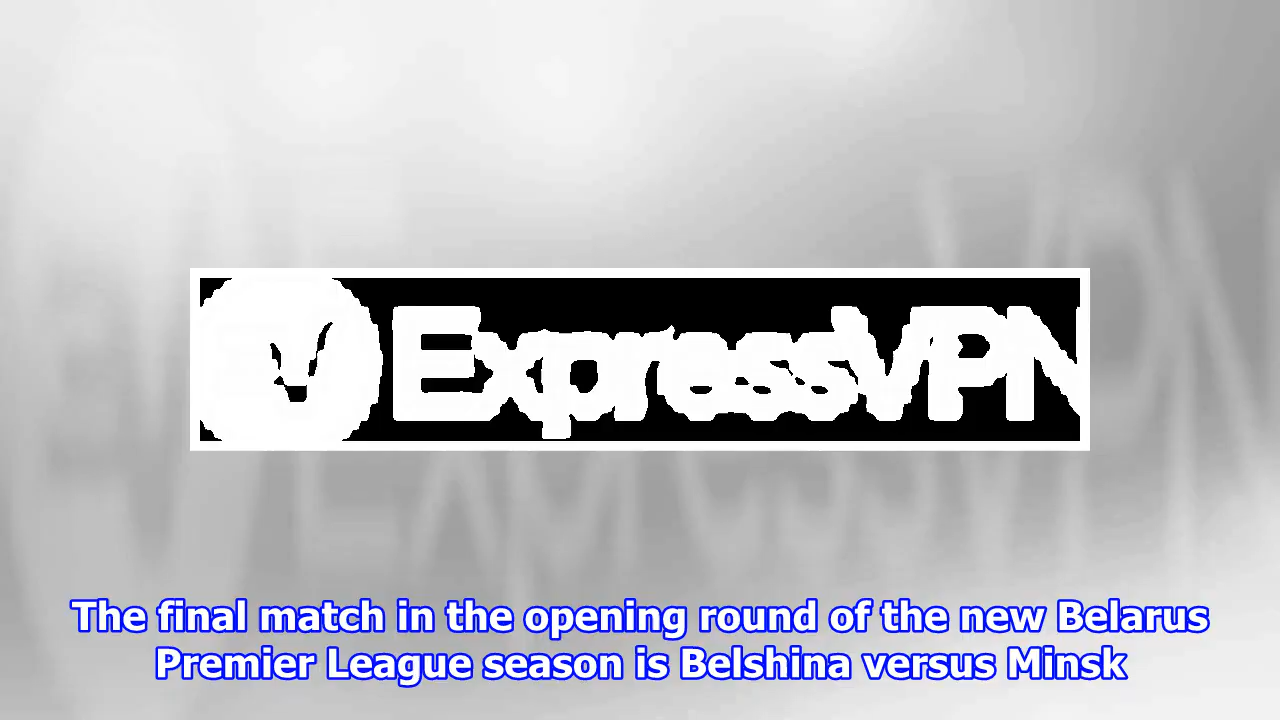 ExpressVPN
The final match in the opening round of the new Belarus
Premier League season is Belshina versus Minsk